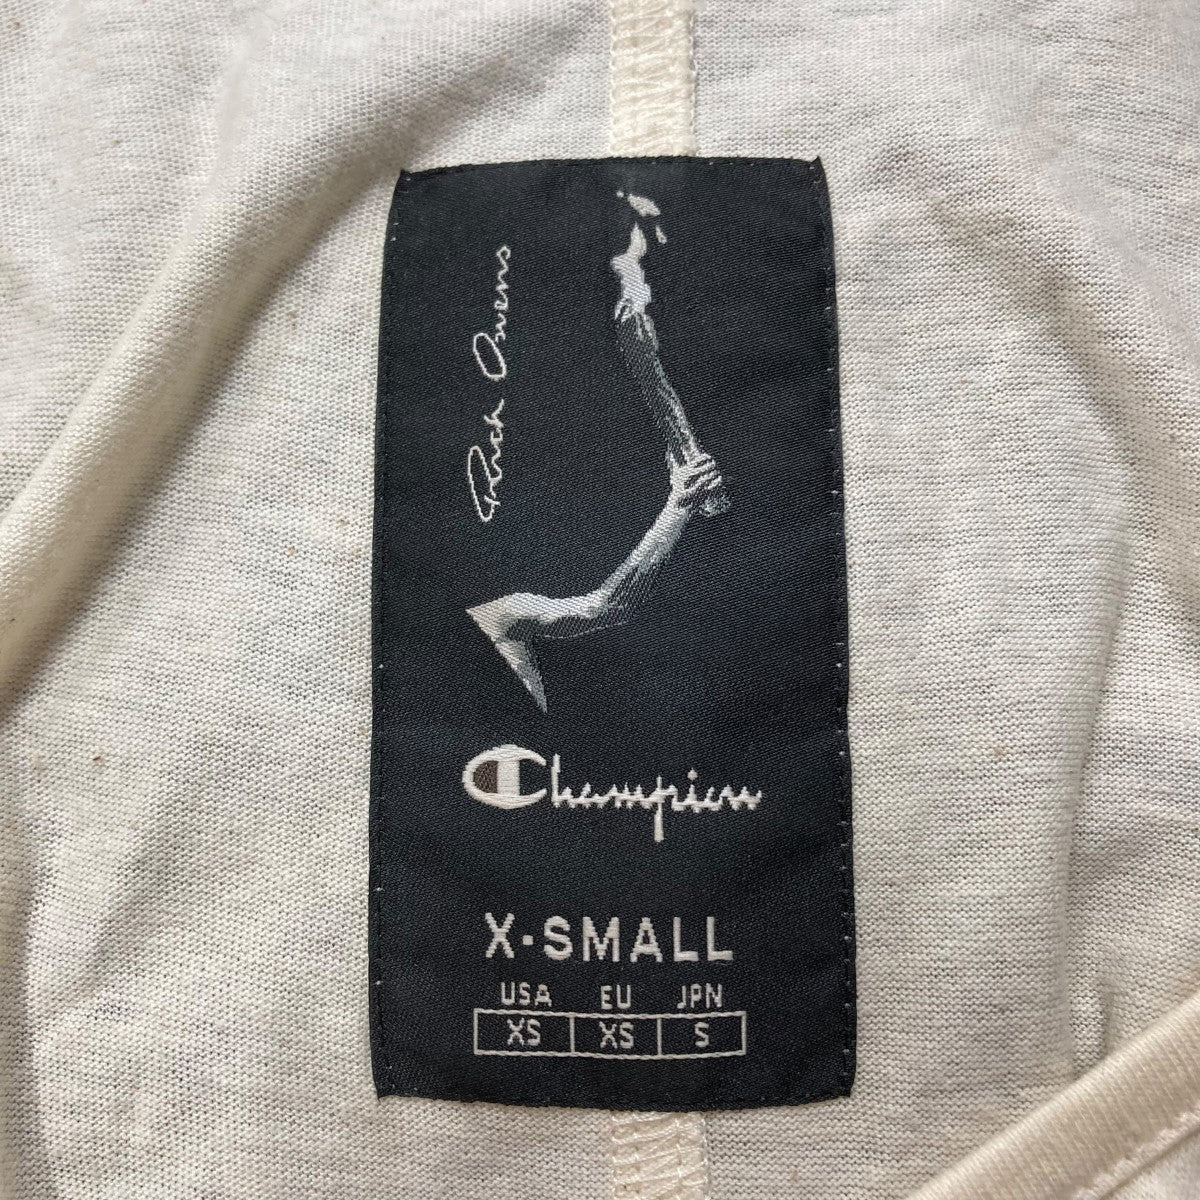 Rick Owens
Champion
X-SMALL
USA EU JPN
XS XS S